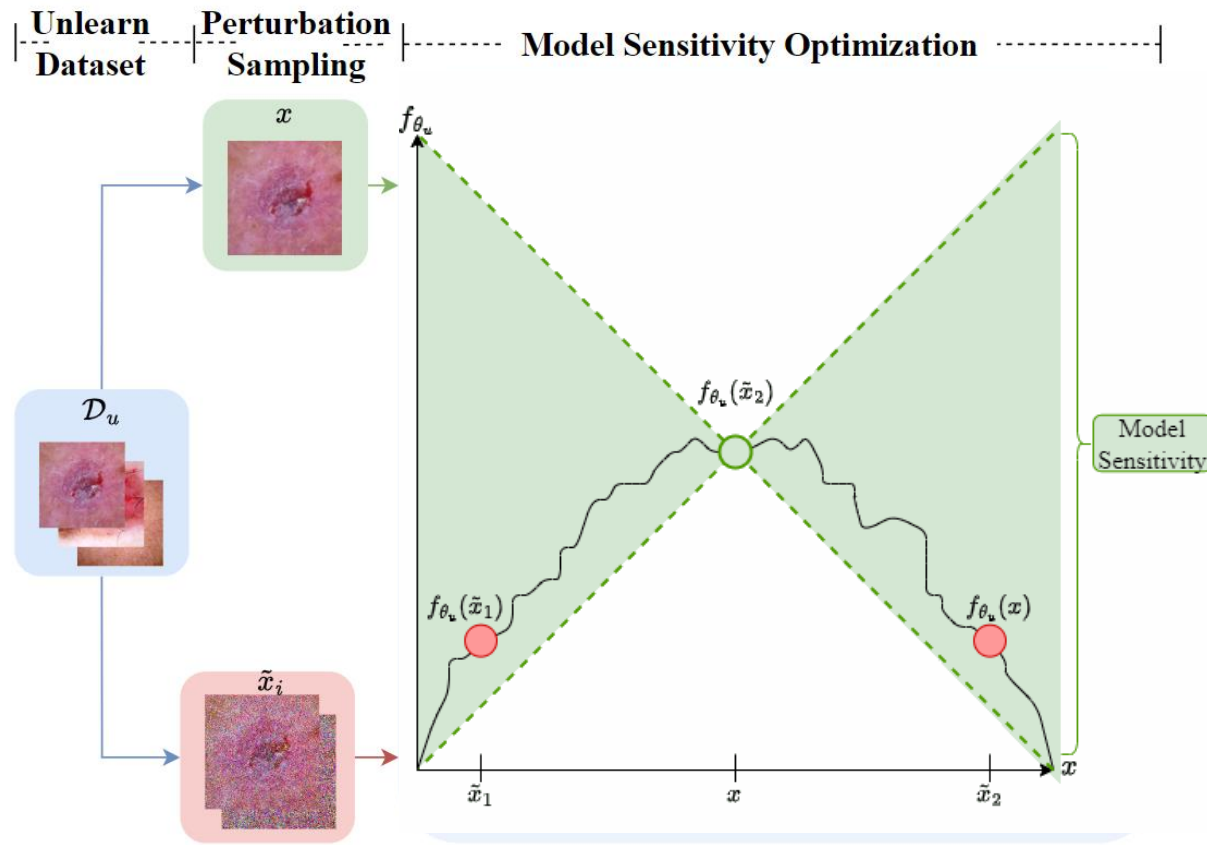 Unlearn
Dataset
Perturbation
Sampling
Model Sensitivity Optimization
x
f_{θ_u}
D_u
f_{θ_u}(x̃_2)
Model
Sensitivity
f_{θ_u}(x̃_1)
f_{θ_u}(x)
x̃_i
x
x̃_1
x
x̃_2